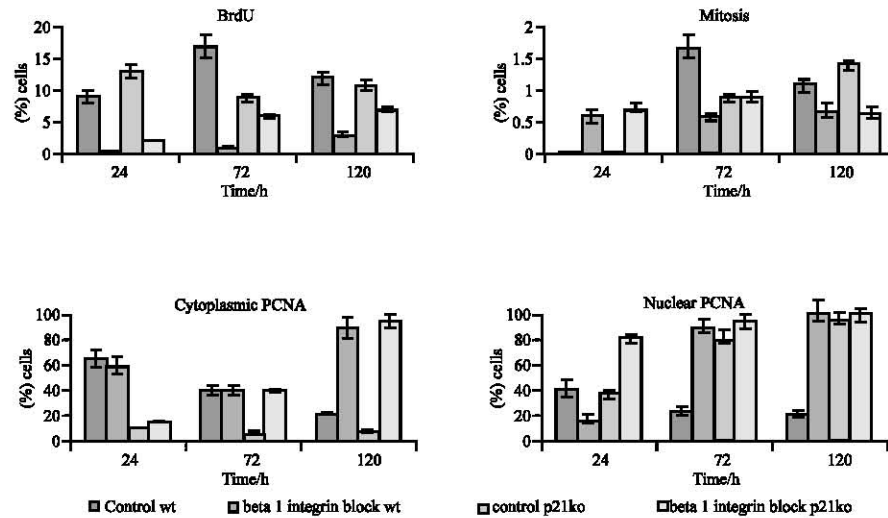 BrdU
20
15
10
5
0
(%) cells
24 72 120
Time/h
Mitosis
2
1.5
1
0.5
0
(%) cells
24 72 120
Time/h
Cytoplasmic PCNA
100
80
60
40
20
0
(%) cells
24 72 120
Time/h
Nuclear PCNA
100
80
60
40
20
0
(%) cells
24 72 120
Time/h
Control wt beta 1 integrin block wt control p21ko beta 1 integrin block p21ko